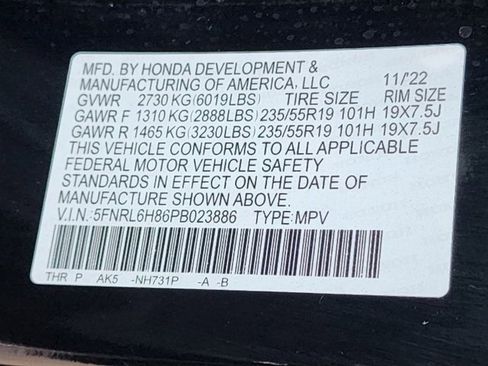 MFD. BY HONDA DEVELOPMENT &
MANUFACTURING OF AMERICA, LLC 11/'22
GVWR 2730 KG (6019LBS) TIRE SIZE RIM SIZE
GAWR F 1310 KG (2888LBS) 235/55R19 101H 19X7.5J
GAWR R 1465 KG (3230LBS) 235/55R19 101H 19X7.5J
THIS VEHICLE CONFORMS TO ALL APPLICABLE
FEDERAL MOTOR VEHICLE SAFETY
STANDARDS IN EFFECT ON THE DATE OF
MANUFACTURE SHOWN ABOVE.
V.I.N.:5FNRL6H86PB023886 TYPE:MPV
THR P AK5 -NH731P -A -B